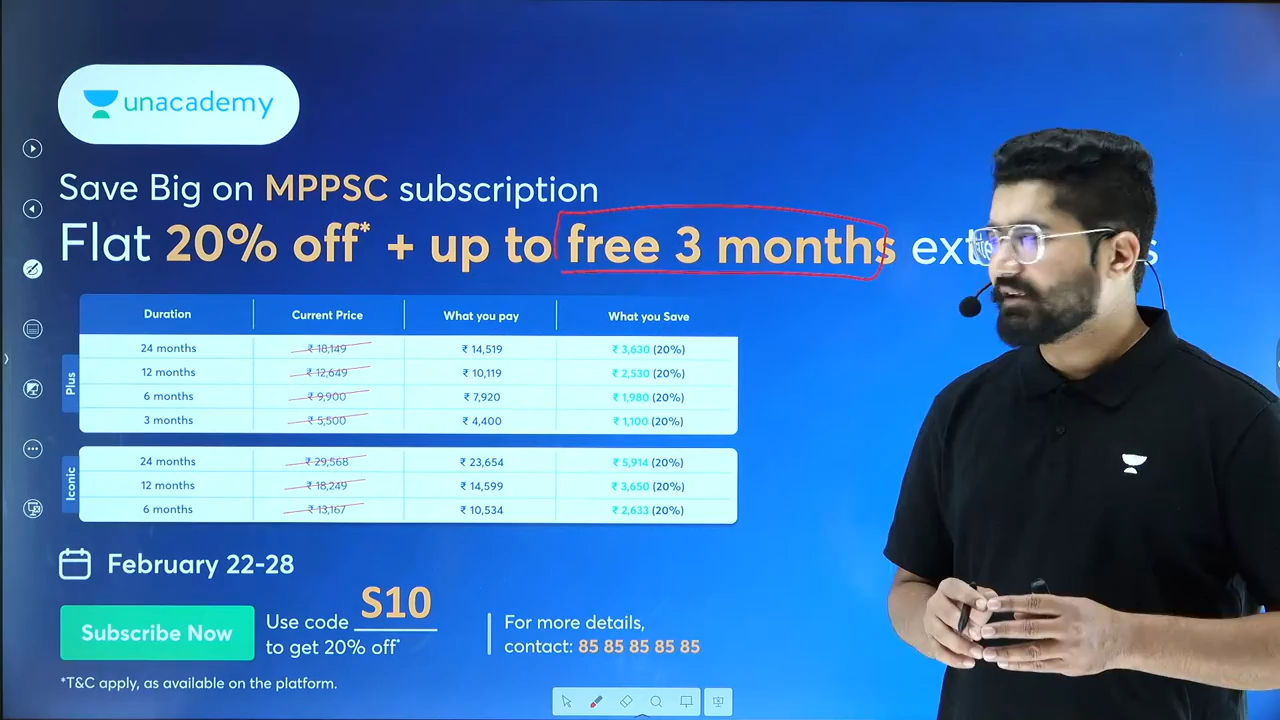 unacademy
Save Big on MPPSC subscription
Flat 20% off* + up to free 3 months
Duration Current Price What you pay What you Save
Plus
24 months ₹ 18,149 ₹ 14,519 ₹ 3,630 (20%)
12 months ₹ 12,649 ₹ 10,119 ₹ 2,530 (20%)
6 months ₹ 9,900 ₹ 7,920 ₹ 1,980 (20%)
3 months ₹ 5,500 ₹ 4,400 ₹ 1,100 (20%)
Iconic
24 months ₹ 29,568 ₹ 23,654 ₹ 5,914 (20%)
12 months ₹ 18,249 ₹ 14,599 ₹ 3,650 (20%)
6 months ₹ 13,167 ₹ 10,534 ₹ 2,633 (20%)
February 22-28
Subscribe Now
Use code S10
to get 20% off*
For more details,
contact: 85 85 85 85 85
*T&C apply, as available on the platform.